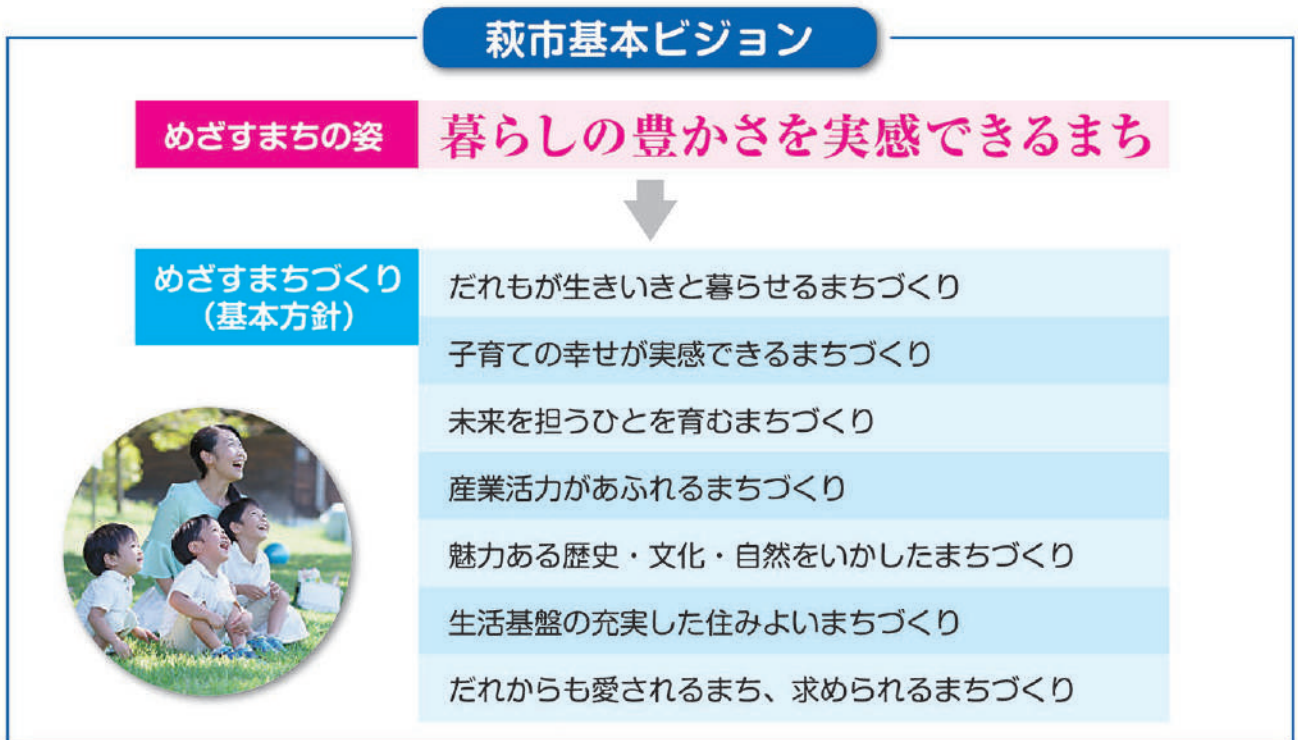 萩市基本ビジョン
めざすまちの姿
暮らしの豊かさを実感できるまち
めざすまちづくり
（基本方針）
だれもが生きいきと暮らせるまちづくり
子育ての幸せが実感できるまちづくり
未来を担うひとを育むまちづくり
産業活力があふれるまちづくり
魅力ある歴史・文化・自然をいかしたまちづくり
生活基盤の充実した住みよいまちづくり
だれからも愛されるまち、求められるまちづくり